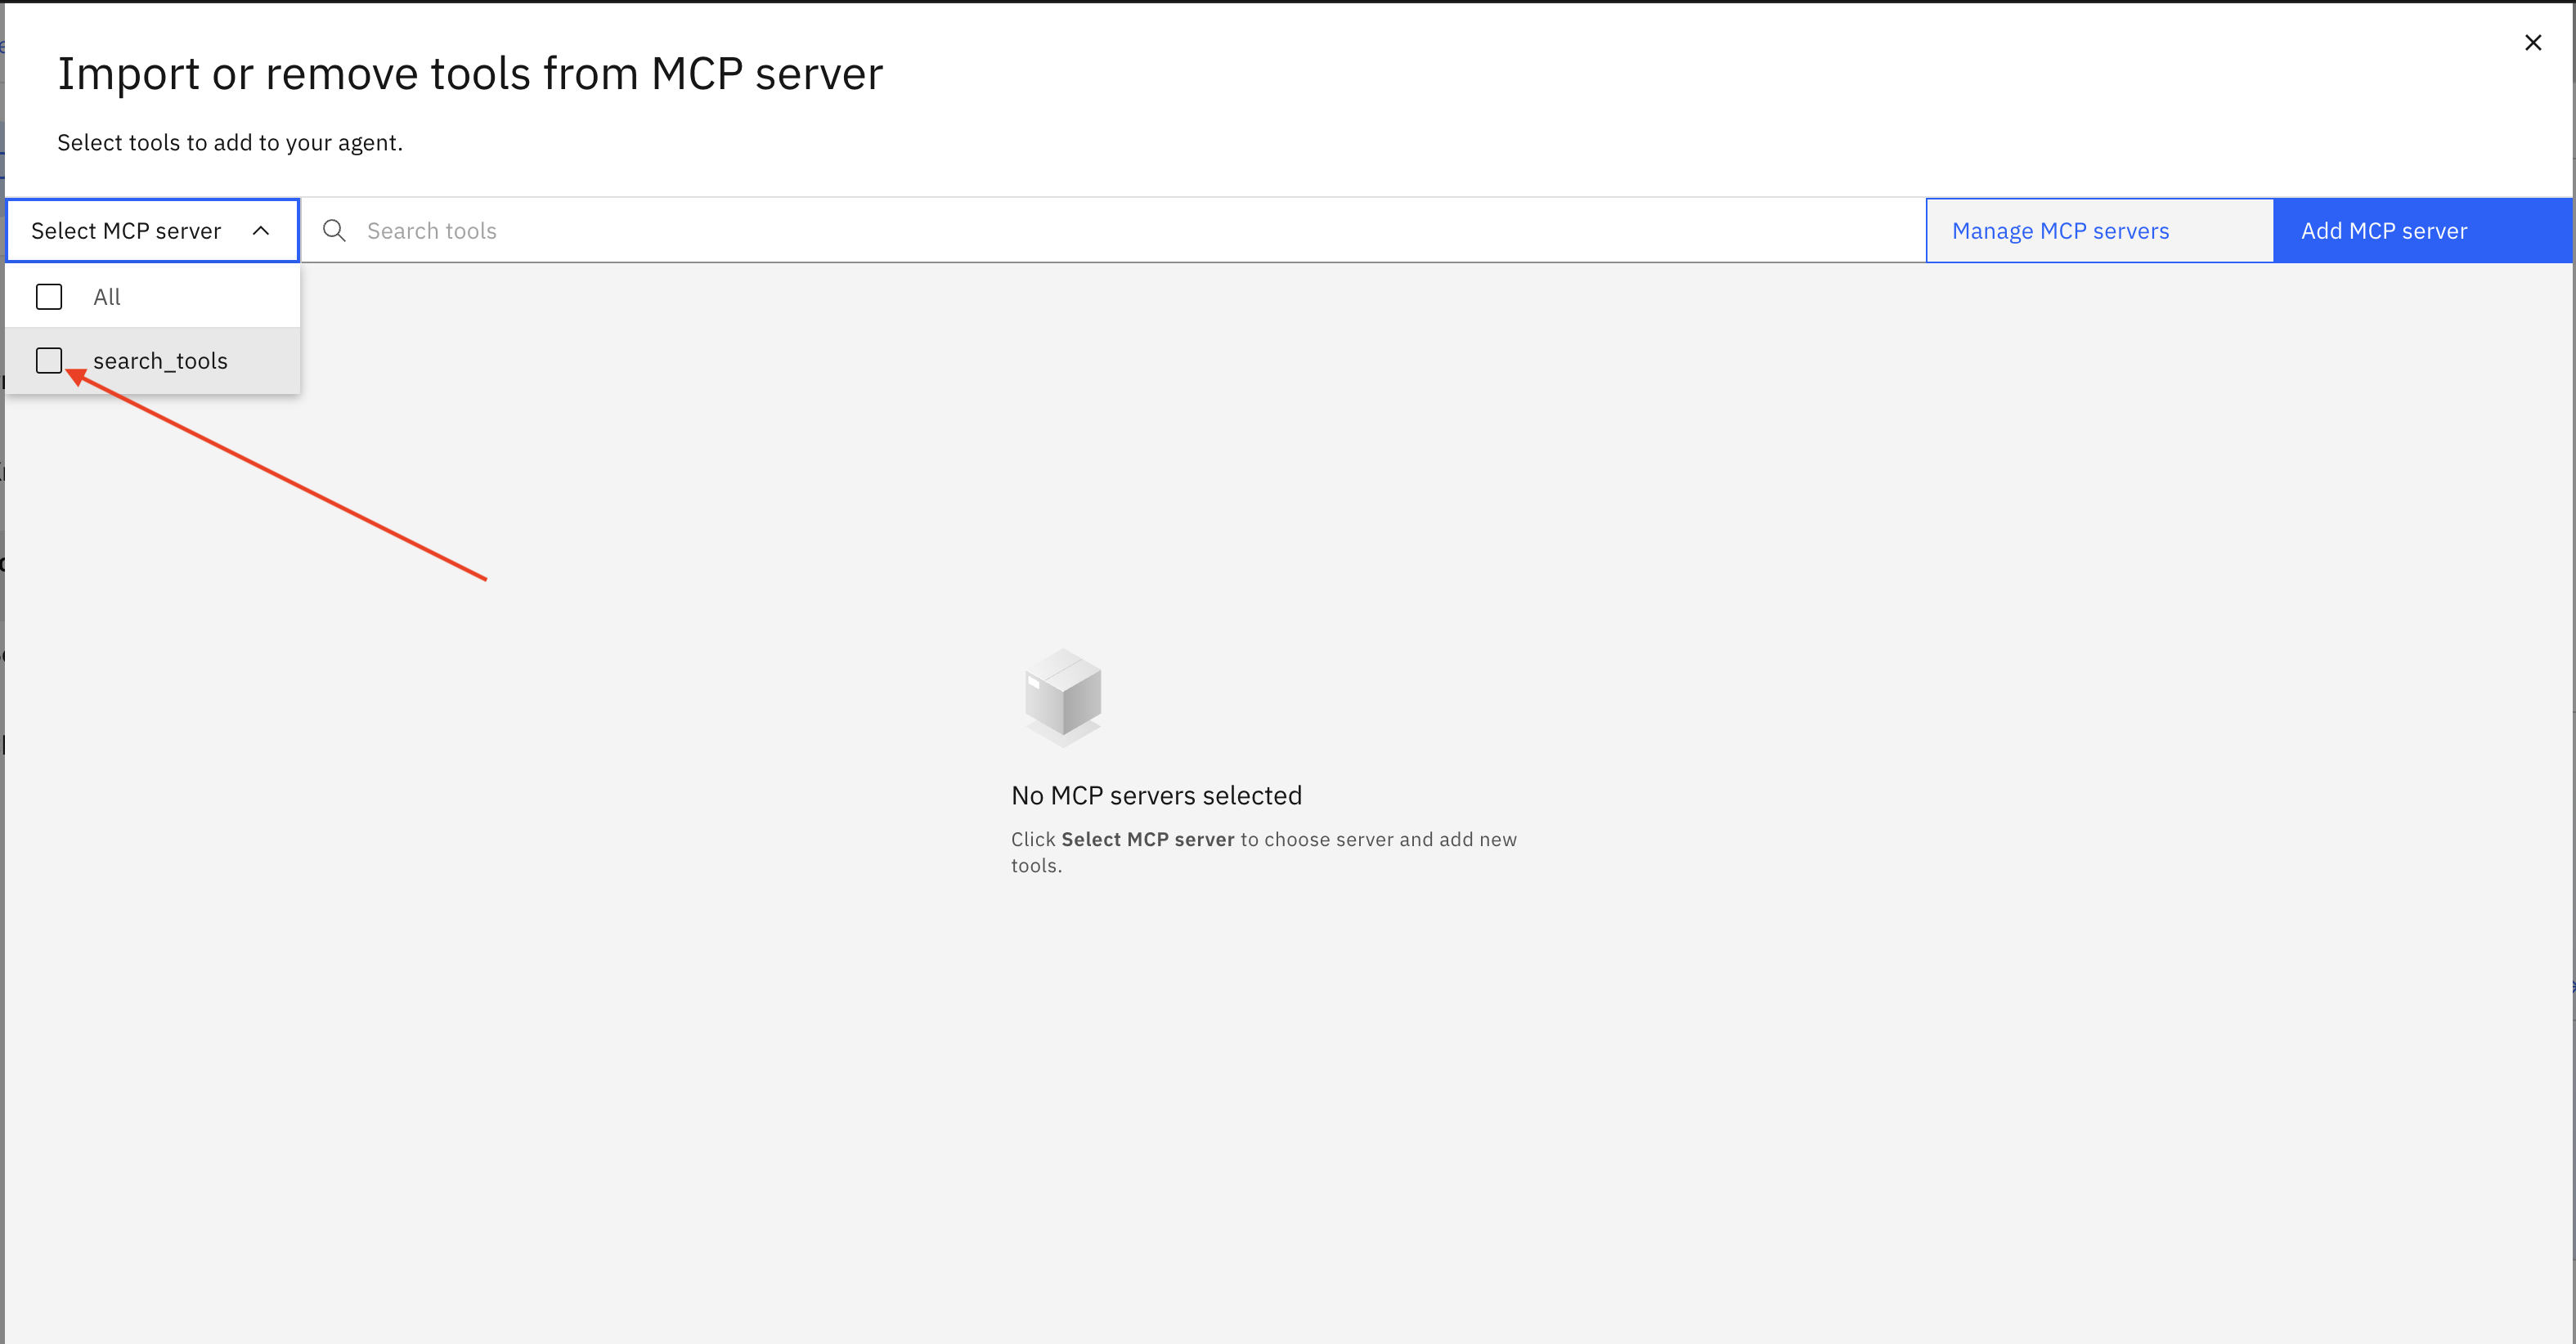 Import or remove tools from MCP server
Select tools to add to your agent.
Select MCP server
Search tools
Manage MCP servers
Add MCP server
All
search_tools
No MCP servers selected
Click Select MCP server to choose server and add new
tools.